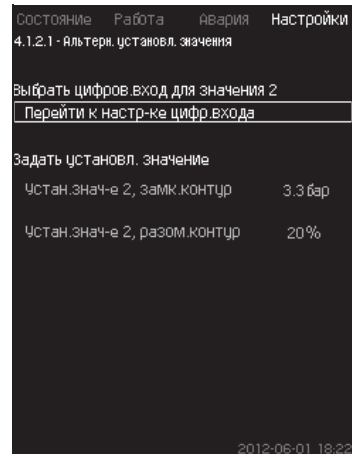 Состояние Работа Авария Настройки
4.1.2.1 - Альтерн. установл. значения
Выбрать цифров.вход для значения 2
Перейти к настр-ке цифр.входа
Задать установл. значение
Устан.знач-е 2, замк.контур 3.3 бар
Устан.знач-е 2, разом.контур 20%
2012-06-01 18:22